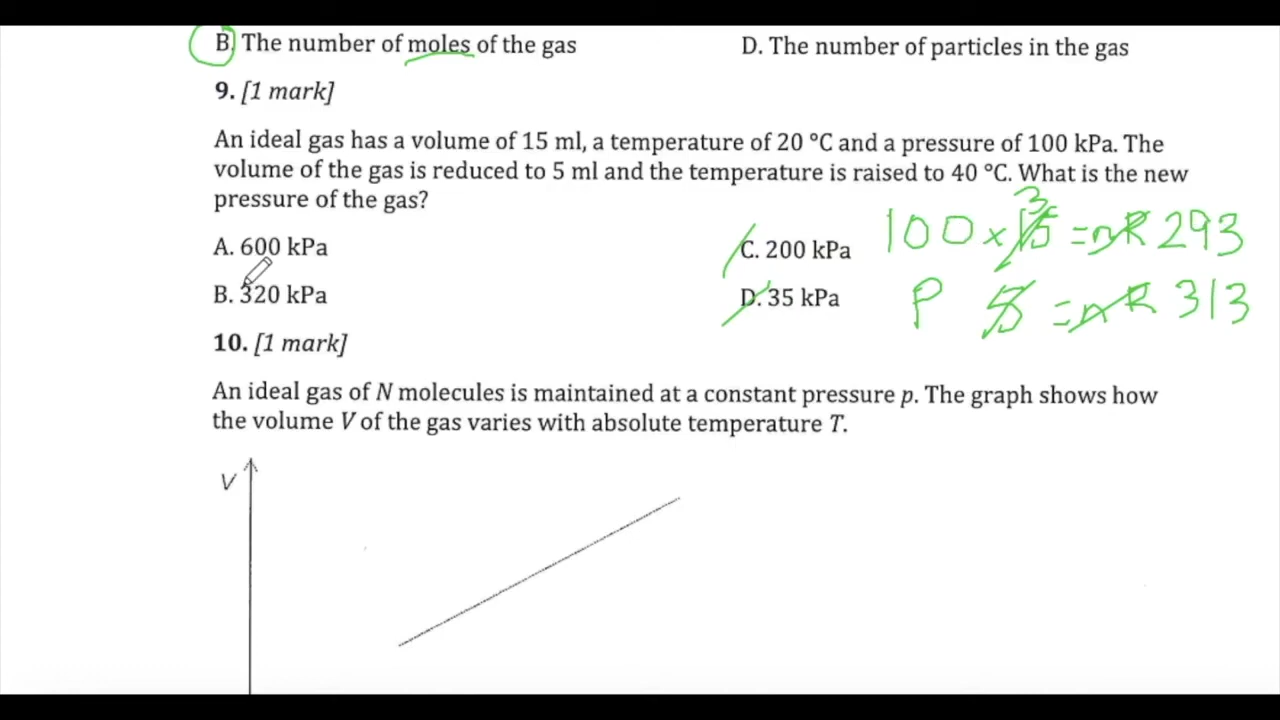 B. The number of moles of the gas
D. The number of particles in the gas
9. [1 mark]
An ideal gas has a volume of 15 ml, a temperature of 20 °C and a pressure of 100 kPa. The
volume of the gas is reduced to 5 ml and the temperature is raised to 40 °C. What is the new
pressure of the gas?
A. 600 kPa
C. 200 kPa
B. 320 kPa
D. 35 kPa
3
100 × 15 = nR 293
P 5 = nR 313
10. [1 mark]
An ideal gas of N molecules is maintained at a constant pressure p. The graph shows how
the volume V of the gas varies with absolute temperature T.
V